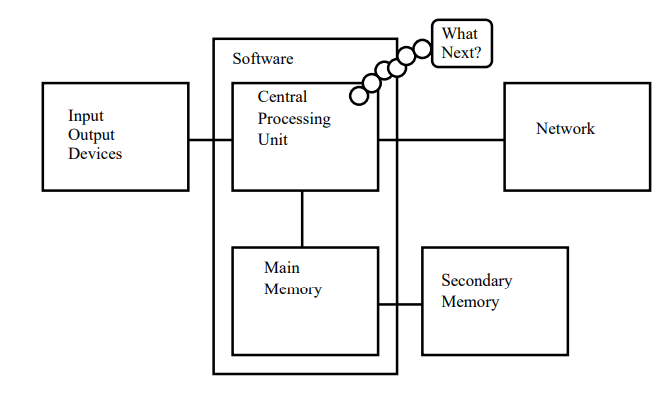 What
Next?
Software
Central
Processing
Unit
Input
Output
Devices
Network
Main
Memory
Secondary
Memory